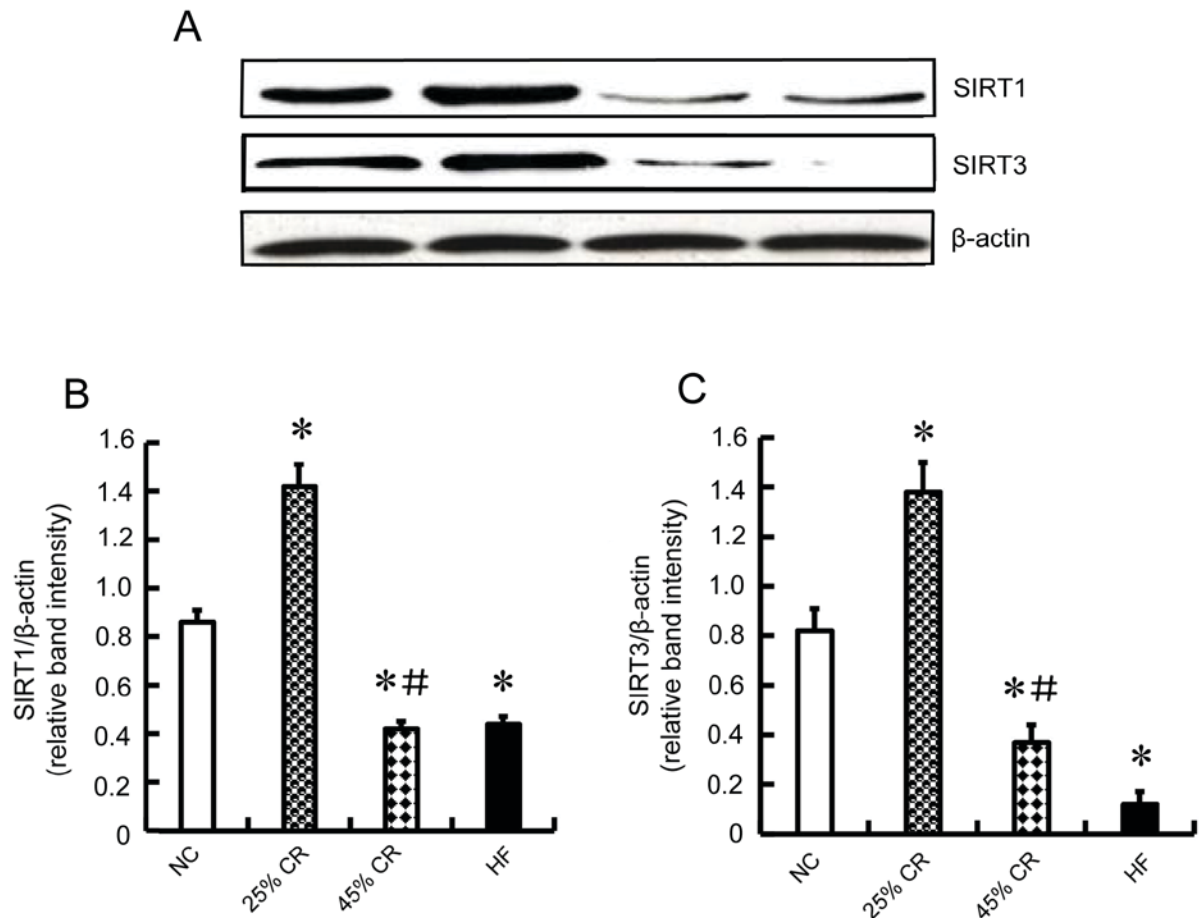 A
SIRT1
SIRT3
β-actin
B
SIRT1/β-actin
(relative band intensity)
1.6
1.4
1.2
1.0
0.8
0.6
0.4
0.2
0
*
*#
*
NC
25% CR
45% CR
HF
C
SIRT3/β-actin
(relative band intensity)
1.6
1.4
1.2
1.0
0.8
0.6
0.4
0.2
0
*
*#
*
NC
25% CR
45% CR
HF